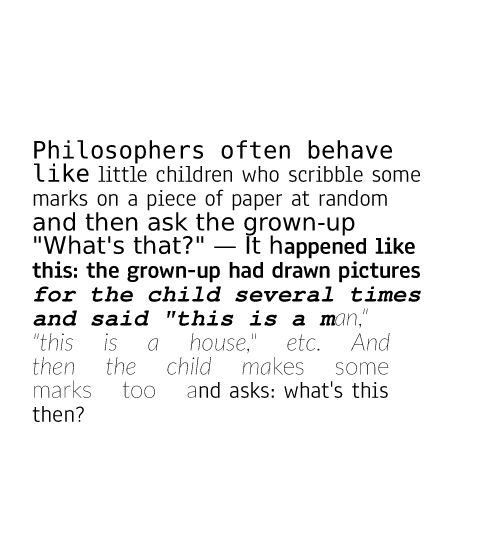 Philosophers often behave
like little children who scribble some
marks on a piece of paper at random
and then ask the grown-up
"What's that?" — It happened like
this: the grown-up had drawn pictures
for the child several times
and said "this is a man,"
"this is a house," etc. And
then the child makes some
marks too and asks: what's this
then?